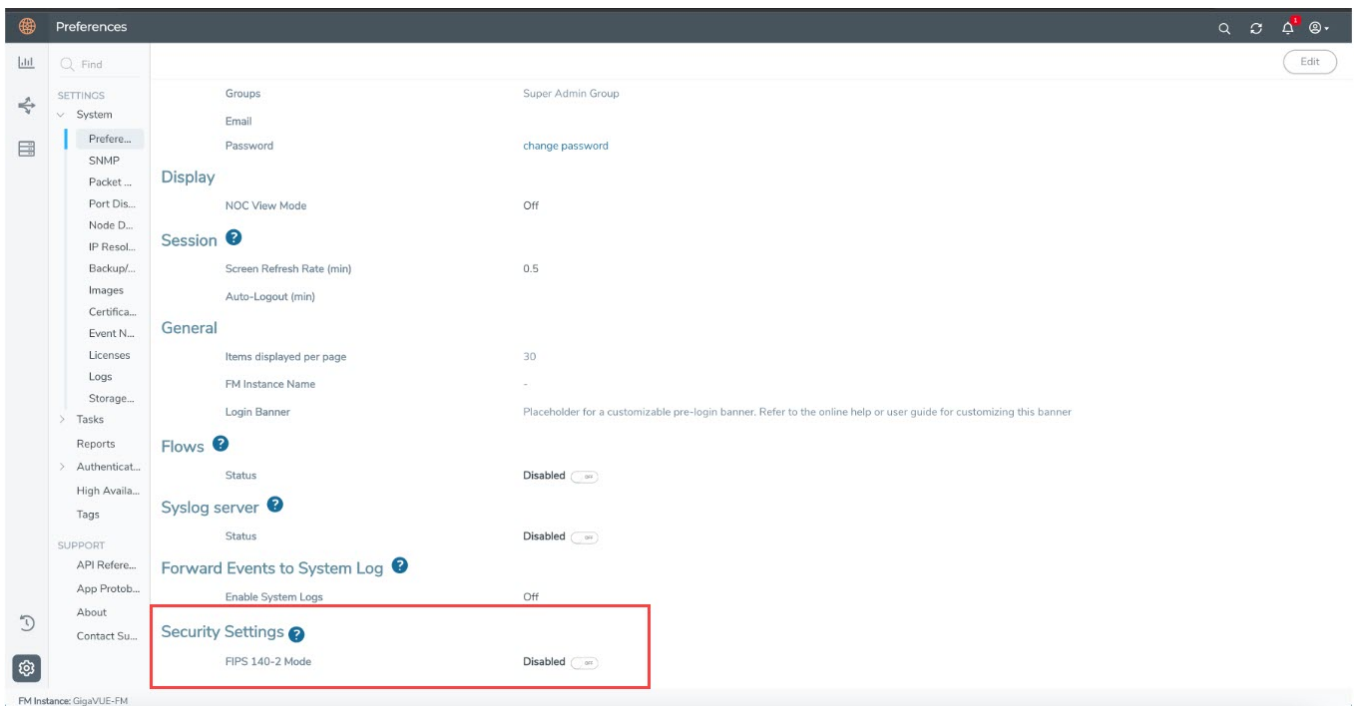 Preferences
1
Find
Edit
SETTINGS
System
Prefere...
SNMP
Packet ...
Port Dis...
Node D...
IP Resol...
Backup/...
Images
Certifica...
Event N...
Licenses
Logs
Storage...
Tasks
Reports
Authenticat...
High Availa...
Tags
SUPPORT
API Refere...
App Protob...
About
Contact Su...
Groups Super Admin Group
Email
Password change password
Display
NOC View Mode Off
Session ?
Screen Refresh Rate (min) 0.5
Auto-Logout (min)
General
Items displayed per page 30
FM Instance Name -
Login Banner Placeholder for a customizable pre-login banner. Refer to the online help or user guide for customizing this banner
Flows ?
Status Disabled OFF
Syslog server ?
Status Disabled OFF
Forward Events to System Log ?
Enable System Logs Off
Security Settings ?
FIPS 140-2 Mode Disabled OFF
FM Instance: GigaVUE-FM